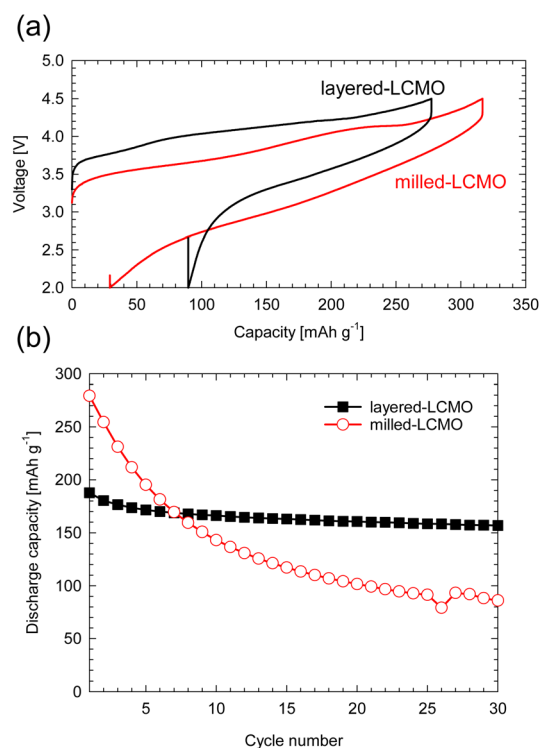 (a)
5.0
layered-LCMO
4.5
4.0
Voltage [V]
3.5
milled-LCMO
3.0
2.5
2.0
0 50 100 150 200 250 300 350
Capacity [mAh g⁻¹]
(b)
300
layered-LCMO
250
milled-LCMO
200
Discharge capacity [mAh g⁻¹]
150
100
50
0
5 10 15 20 25 30
Cycle number